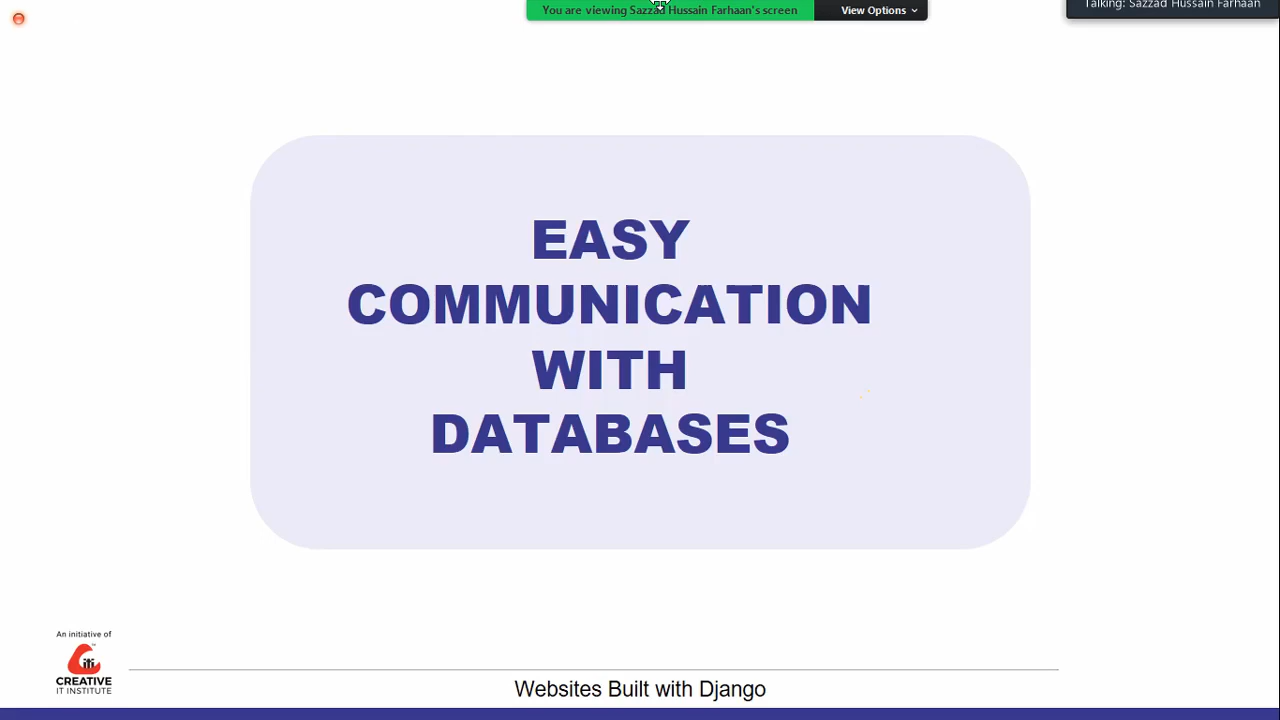 You are viewing Sazzad Hussain Farhaan's screen
View Options
Talking: Sazzad Hussain Farhaan
EASY
COMMUNICATION
WITH
DATABASES
An initiative of
CREATIVE
IT INSTITUTE
Websites Built with Django